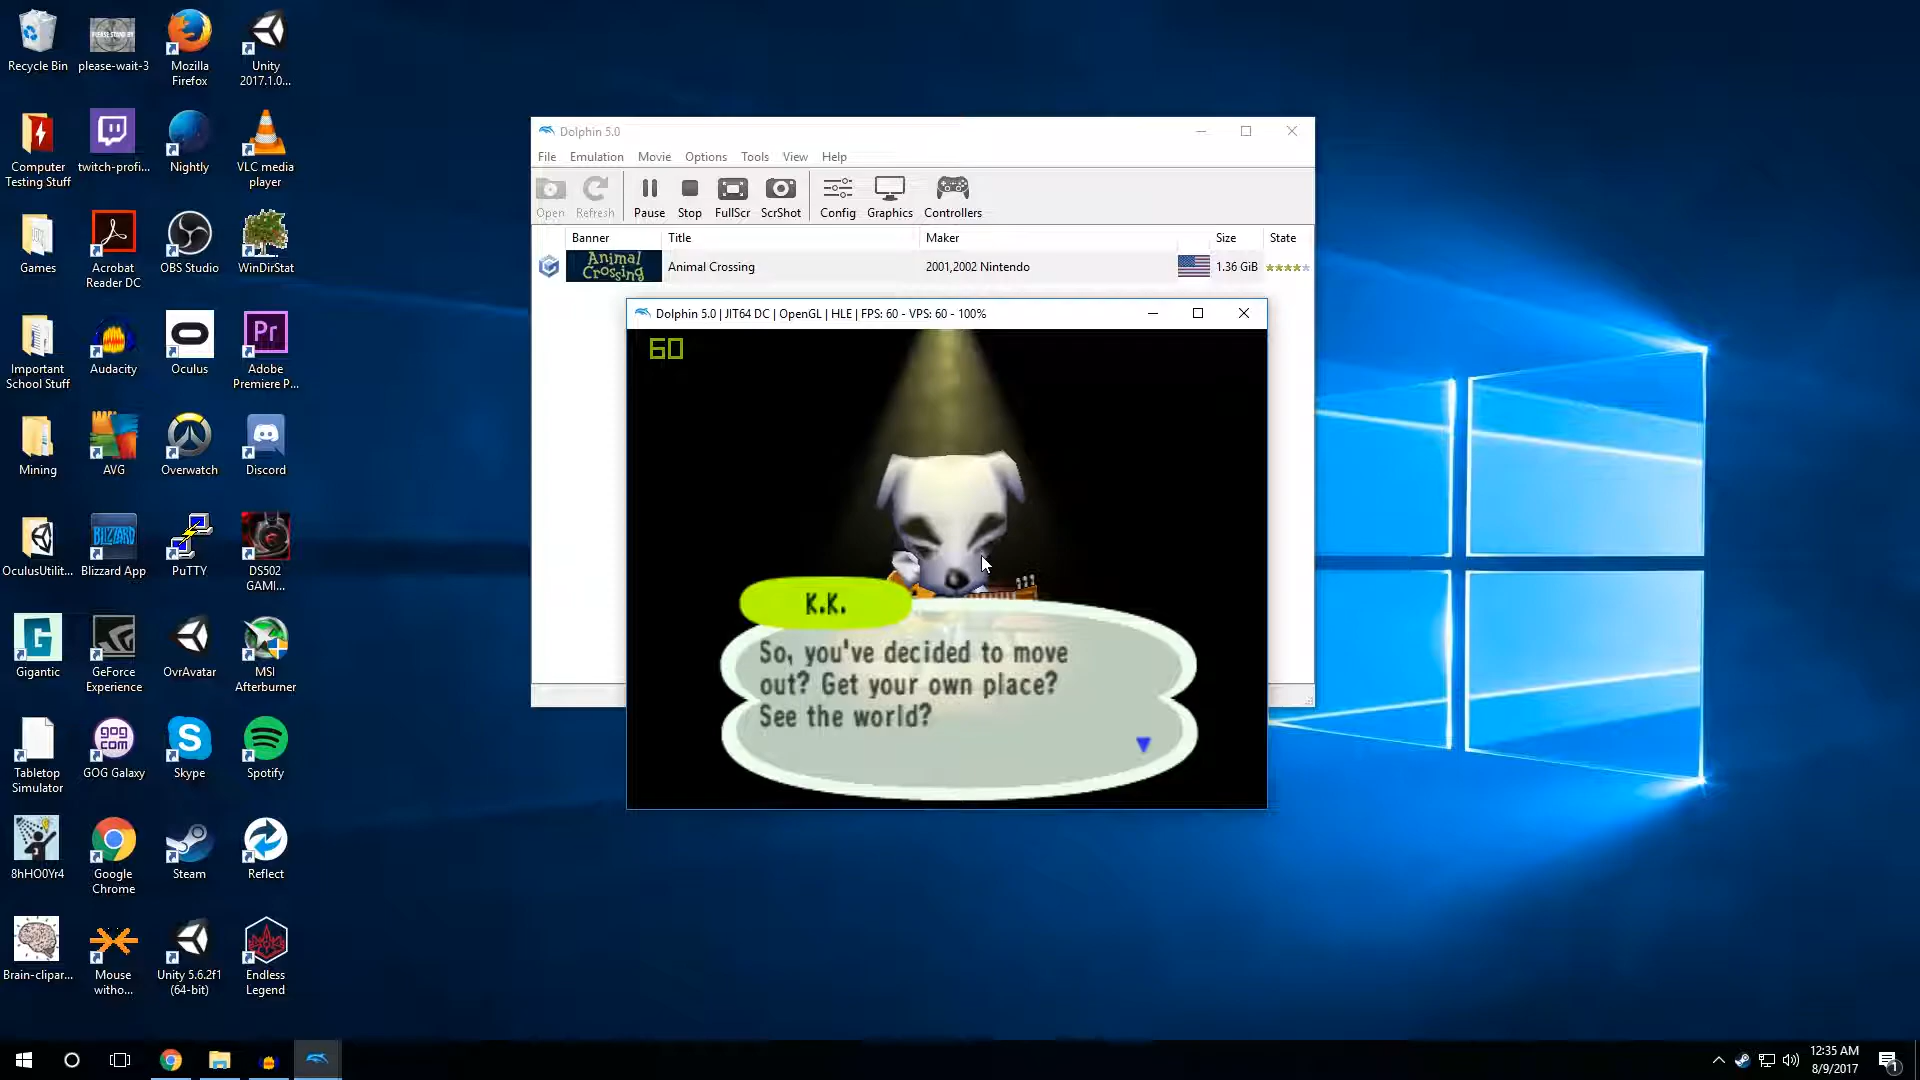 Recycle Bin
please-wait-3
Mozilla
Firefox
Unity
2017.1.0...
Computer
Testing Stuff
twitch-profi...
Nightly
VLC media
player
Games
Acrobat
Reader DC
OBS Studio
WinDirStat
Important
School Stuff
Audacity
Oculus
Pr
Adobe
Premiere P...
Mining
AVG
Overwatch
Discord
OculusUtilit...
BLIZZARD
Blizzard App
PuTTY
DS502
GAMI...
Gigantic
GeForce
Experience
OvrAvatar
MSI
Afterburner
Tabletop
Simulator
gog
com
GOG Galaxy
Skype
Spotify
8hHO0Yr4
Google
Chrome
Steam
Reflect
Brain-clipar...
Mouse
witho...
Unity 5.6.2f1
(64-bit)
Endless
Legend
Dolphin 5.0
File Emulation Movie Options Tools View Help
Open Refresh Pause Stop FullScr ScrShot Config Graphics Controllers
Banner Title Maker Size State
Animal
Crossing
Animal Crossing 2001,2002 Nintendo 1.36 GiB
Dolphin 5.0 | JIT64 DC | OpenGL | HLE | FPS: 60 - VPS: 60 - 100%
60
K.K.
So, you've decided to move
out? Get your own place?
See the world?
12:35 AM
8/9/2017
1